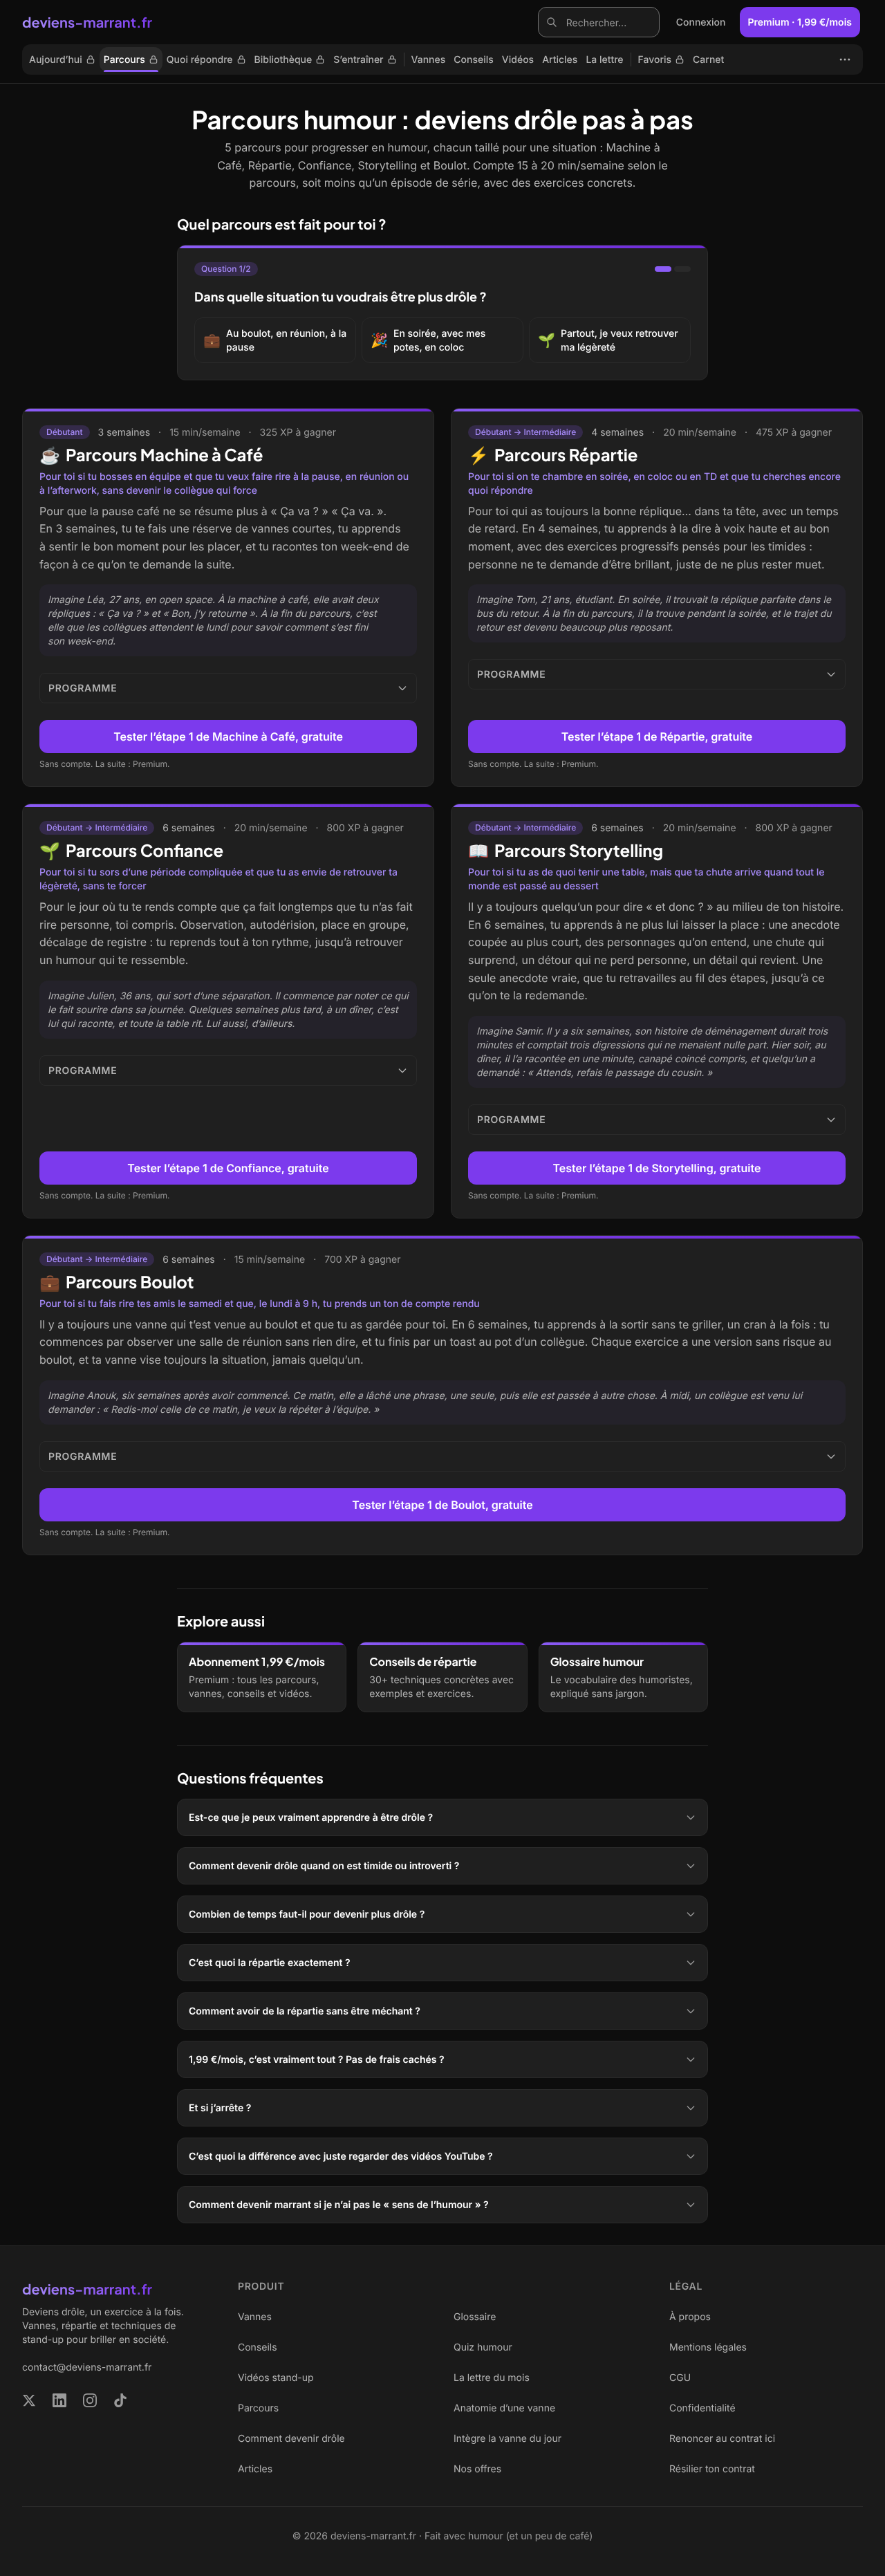 deviens-marrant.fr
Rechercher...
Connexion
Premium · 1,99 €/mois
Aujourd’hui
Parcours
Quoi répondre
Bibliothèque
S’entraîner
Vannes
Conseils
Vidéos
Articles
La lettre
Favoris
Carnet
Parcours humour : deviens drôle pas à pas
5 parcours pour progresser en humour, chacun taillé pour une situation : Machine à
Café, Répartie, Confiance, Storytelling et Boulot. Compte 15 à 20 min/semaine selon le
parcours, soit moins qu’un épisode de série, avec des exercices concrets.
Quel parcours est fait pour toi ?
Question 1/2
Dans quelle situation tu voudrais être plus drôle ?
Au boulot, en réunion, à la
pause
En soirée, avec mes
potes, en coloc
Partout, je veux retrouver
ma légèreté
Débutant 3 semaines · 15 min/semaine · 325 XP à gagner
Parcours Machine à Café
Pour toi si tu bosses en équipe et que tu veux faire rire à la pause, en réunion ou
à l’afterwork, sans devenir le collègue qui force
Pour que la pause café ne se résume plus à « Ça va ? » « Ça va. ».
En 3 semaines, tu te fais une réserve de vannes courtes, tu apprends
à sentir le bon moment pour les placer, et tu racontes ton week-end de
façon à ce qu’on te demande la suite.
Imagine Léa, 27 ans, en open space. À la machine à café, elle avait deux
répliques : « Ça va ? » et « Bon, j’y retourne ». À la fin du parcours, c’est
elle que les collègues attendent le lundi pour savoir comment s’est fini
son week-end.
PROGRAMME
Tester l’étape 1 de Machine à Café, gratuite
Sans compte. La suite : Premium.
Débutant → Intermédiaire 4 semaines · 20 min/semaine · 475 XP à gagner
Parcours Répartie
Pour toi si on te chambre en soirée, en coloc ou en TD et que tu cherches encore
quoi répondre
Pour toi qui as toujours la bonne réplique... dans ta tête, avec un temps
de retard. En 4 semaines, tu apprends à la dire à voix haute et au bon
moment, avec des exercices progressifs pensés pour les timides :
personne ne te demande d’être brillant, juste de ne plus rester muet.
Imagine Tom, 21 ans, étudiant. En soirée, il trouvait la réplique parfaite dans le
bus du retour. À la fin du parcours, il la trouve pendant la soirée, et le trajet du
retour est devenu beaucoup plus reposant.
PROGRAMME
Tester l’étape 1 de Répartie, gratuite
Sans compte. La suite : Premium.
Débutant → Intermédiaire 6 semaines · 20 min/semaine · 800 XP à gagner
Parcours Confiance
Pour toi si tu sors d’une période compliquée et que tu as envie de retrouver ta
légèreté, sans te forcer
Pour le jour où tu te rends compte que ça fait longtemps que tu n’as fait
rire personne, toi compris. Observation, autodérision, place en groupe,
décalage de registre : tu reprends tout à ton rythme, jusqu’à retrouver
un humour qui te ressemble.
Imagine Julien, 36 ans, qui sort d’une séparation. Il commence par noter ce qui
le fait sourire dans sa journée. Quelques semaines plus tard, à un dîner, c’est
lui qui raconte, et toute la table rit. Lui aussi, d’ailleurs.
PROGRAMME
Tester l’étape 1 de Confiance, gratuite
Sans compte. La suite : Premium.
Débutant → Intermédiaire 6 semaines · 20 min/semaine · 800 XP à gagner
Parcours Storytelling
Pour toi si tu as de quoi tenir une table, mais que ta chute arrive quand tout le
monde est passé au dessert
Il y a toujours quelqu’un pour dire « et donc ? » au milieu de ton histoire.
En 6 semaines, tu apprends à ne plus lui laisser la place : une anecdote
coupée au plus court, des personnages qu’on entend, une chute qui
surprend, un détour qui ne perd personne, un détail qui revient. Une
seule anecdote vraie, que tu retravailles au fil des étapes, jusqu’à ce
qu’on te la redemande.
Imagine Samir. Il y a six semaines, son histoire de déménagement durait trois
minutes et comptait trois digressions qui ne menaient nulle part. Hier soir, au
dîner, il l’a racontée en une minute, canapé coincé compris, et quelqu’un a
demandé : « Attends, refais le passage du cousin. »
PROGRAMME
Tester l’étape 1 de Storytelling, gratuite
Sans compte. La suite : Premium.
Débutant → Intermédiaire 6 semaines · 15 min/semaine · 700 XP à gagner
Parcours Boulot
Pour toi si tu fais rire tes amis le samedi et que, le lundi à 9 h, tu prends un ton de compte rendu
Il y a toujours une vanne qui t’est venue au boulot et que tu as gardée pour toi. En 6 semaines, tu apprends à la sortir sans te griller, un cran à la fois : tu
commences par observer une salle de réunion sans rien dire, et tu finis par un toast au pot d’un collègue. Chaque exercice a une version sans risque au
boulot, et ta vanne vise toujours la situation, jamais quelqu’un.
Imagine Anouk, six semaines après avoir commencé. Ce matin, elle a lâché une phrase, une seule, puis elle est passée à autre chose. À midi, un collègue est venu lui
demander : « Redis-moi celle de ce matin, je veux la répéter à l’équipe. »
PROGRAMME
Tester l’étape 1 de Boulot, gratuite
Sans compte. La suite : Premium.
Explore aussi
Abonnement 1,99 €/mois
Premium : tous les parcours,
vannes, conseils et vidéos.
Conseils de répartie
30+ techniques concrètes avec
exemples et exercices.
Glossaire humour
Le vocabulaire des humoristes,
expliqué sans jargon.
Questions fréquentes
Est-ce que je peux vraiment apprendre à être drôle ?
Comment devenir drôle quand on est timide ou introverti ?
Combien de temps faut-il pour devenir plus drôle ?
C’est quoi la répartie exactement ?
Comment avoir de la répartie sans être méchant ?
1,99 €/mois, c’est vraiment tout ? Pas de frais cachés ?
Et si j’arrête ?
C’est quoi la différence avec juste regarder des vidéos YouTube ?
Comment devenir marrant si je n’ai pas le « sens de l’humour » ?
deviens-marrant.fr
Deviens drôle, un exercice à la fois.
Vannes, répartie et techniques de
stand-up pour briller en société.
contact@deviens-marrant.fr
PRODUIT
Vannes
Conseils
Vidéos stand-up
Parcours
Comment devenir drôle
Articles
Glossaire
Quiz humour
La lettre du mois
Anatomie d’une vanne
Intègre la vanne du jour
Nos offres
LÉGAL
À propos
Mentions légales
CGU
Confidentialité
Renoncer au contrat ici
Résilier ton contrat
© 2026 deviens-marrant.fr · Fait avec humour (et un peu de café)